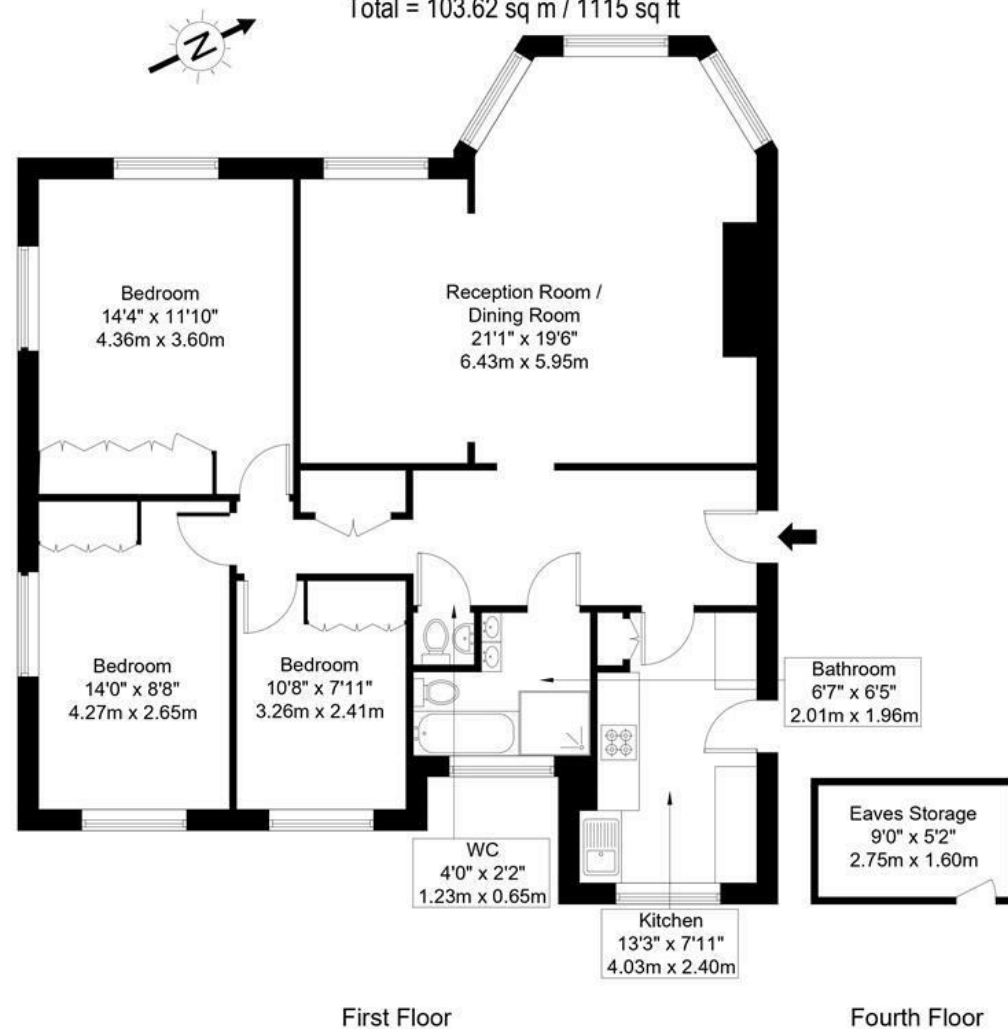 Total = 103.62 sq m / 1115 sq ft
N
Bedroom
14'4" x 11'10"
4.36m x 3.60m
Reception Room /
Dining Room
21'1" x 19'6"
6.43m x 5.95m
Bedroom
14'0" x 8'8"
4.27m x 2.65m
Bedroom
10'8" x 7'11"
3.26m x 2.41m
Bathroom
6'7" x 6'5"
2.01m x 1.96m
WC
4'0" x 2'2"
1.23m x 0.65m
Kitchen
13'3" x 7'11"
4.03m x 2.40m
Eaves Storage
9'0" x 5'2"
2.75m x 1.60m
First Floor
Fourth Floor